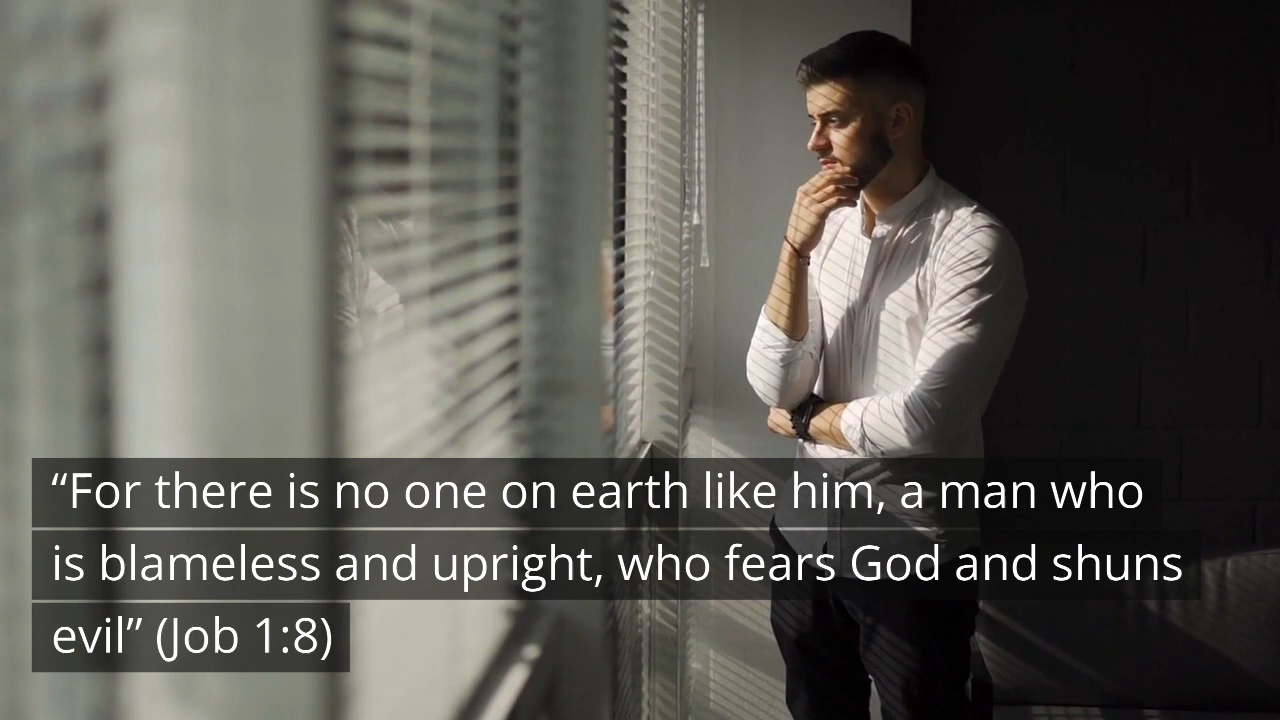 “For there is no one on earth like him, a man who
is blameless and upright, who fears God and shuns
evil” (Job 1:8)